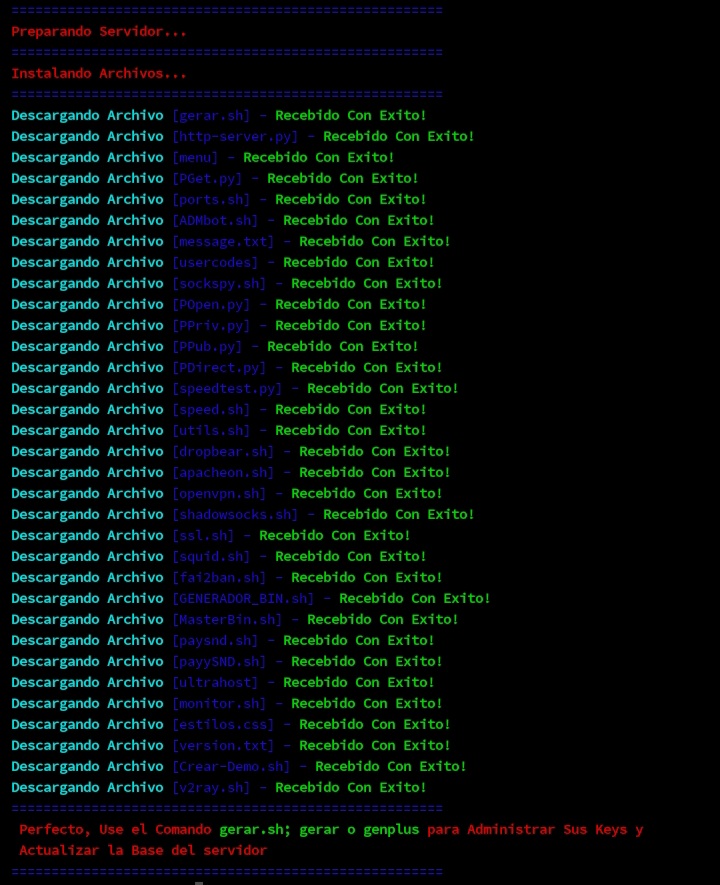 ======================================================
Preparando Servidor...
======================================================
Instalando Archivos...
======================================================
Descargando Archivo [gerar.sh] - Recebido Con Exito!
Descargando Archivo [http-server.py] - Recebido Con Exito!
Descargando Archivo [menu] - Recebido Con Exito!
Descargando Archivo [PGet.py] - Recebido Con Exito!
Descargando Archivo [ports.sh] - Recebido Con Exito!
Descargando Archivo [ADMbot.sh] - Recebido Con Exito!
Descargando Archivo [message.txt] - Recebido Con Exito!
Descargando Archivo [usercodes] - Recebido Con Exito!
Descargando Archivo [sockspy.sh] - Recebido Con Exito!
Descargando Archivo [POpen.py] - Recebido Con Exito!
Descargando Archivo [PPriv.py] - Recebido Con Exito!
Descargando Archivo [PPub.py] - Recebido Con Exito!
Descargando Archivo [PDirect.py] - Recebido Con Exito!
Descargando Archivo [speedtest.py] - Recebido Con Exito!
Descargando Archivo [speed.sh] - Recebido Con Exito!
Descargando Archivo [utils.sh] - Recebido Con Exito!
Descargando Archivo [dropbear.sh] - Recebido Con Exito!
Descargando Archivo [apacheon.sh] - Recebido Con Exito!
Descargando Archivo [openvpn.sh] - Recebido Con Exito!
Descargando Archivo [shadowsocks.sh] - Recebido Con Exito!
Descargando Archivo [ssl.sh] - Recebido Con Exito!
Descargando Archivo [squid.sh] - Recebido Con Exito!
Descargando Archivo [fai2ban.sh] - Recebido Con Exito!
Descargando Archivo [GENERADOR_BIN.sh] - Recebido Con Exito!
Descargando Archivo [MasterBin.sh] - Recebido Con Exito!
Descargando Archivo [paysnd.sh] - Recebido Con Exito!
Descargando Archivo [payySND.sh] - Recebido Con Exito!
Descargando Archivo [ultrahost] - Recebido Con Exito!
Descargando Archivo [monitor.sh] - Recebido Con Exito!
Descargando Archivo [estilos.css] - Recebido Con Exito!
Descargando Archivo [version.txt] - Recebido Con Exito!
Descargando Archivo [Crear-Demo.sh] - Recebido Con Exito!
Descargando Archivo [v2ray.sh] - Recebido Con Exito!
======================================================
Perfecto, Use el Comando gerar.sh; gerar o genplus para Administrar Sus Keys y
Actualizar la Base del servidor
======================================================